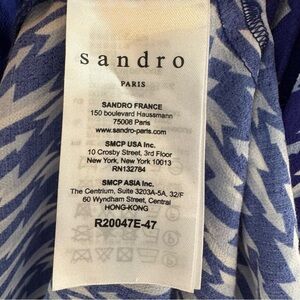 sandro
PARIS
SANDRO FRANCE
150 boulevard Haussmann
75008 Paris
www.sandro-paris.com
SMCP USA Inc.
10 Crosby Street, 3rd Floor
New York, New York 10013
RN132784
SMCP ASIA Inc.
The Centrium, Suite 3203A-5A, 32/F
60 Wyndham Street, Central
HONG-KONG
R20047E-47